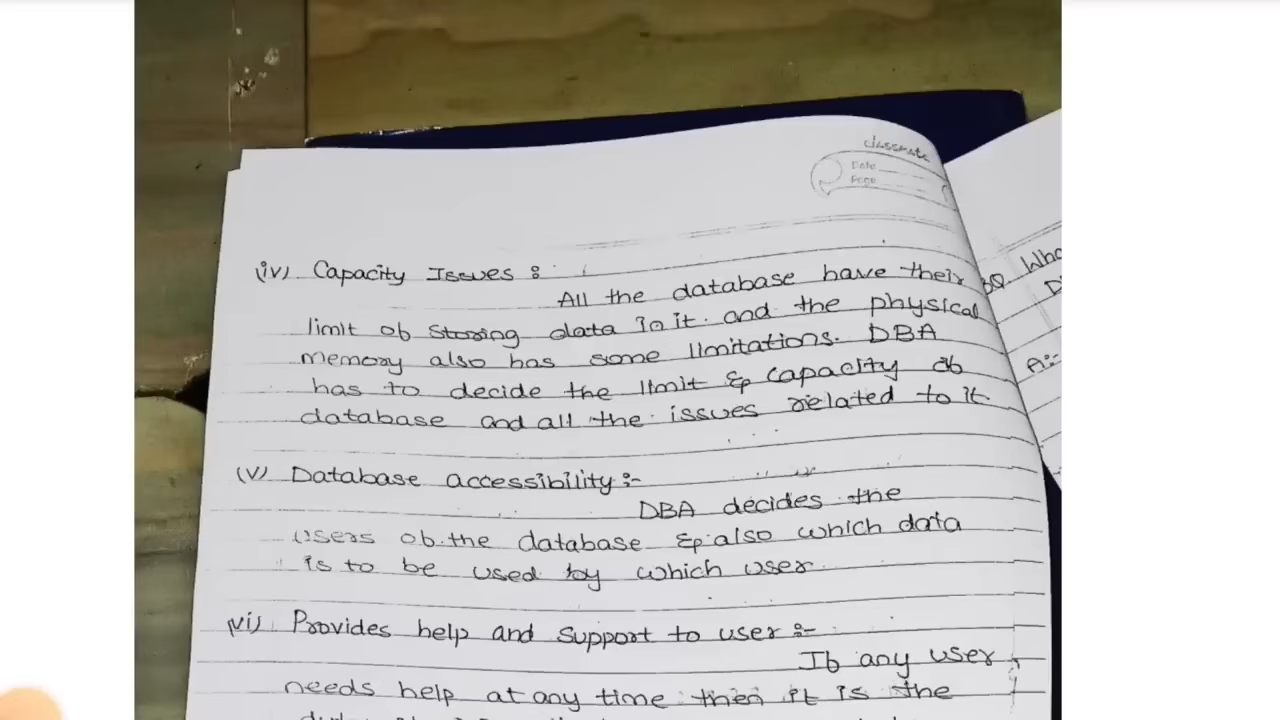 classmate
Date
Page
(iv) Capacity Issues :
All the database have their
limit of storing data in it. and the physical
memory also has some limitations. DBA
has to decide the limit & capacity of
database and all the issues related to it.
(v) Database accessibility :-
DBA decides the
users of the database & also which data
is to be used by which user.
(vi) Provides help and support to user :-
If any user
needs help at any time then it is the
Who
A:-